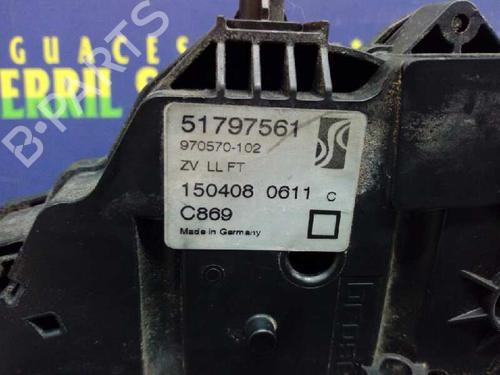 GUACES
ERRIL S
B-PARTS
51797561
970570-102
ZV LL FT
150408 0611 C
C869
Made in Germany